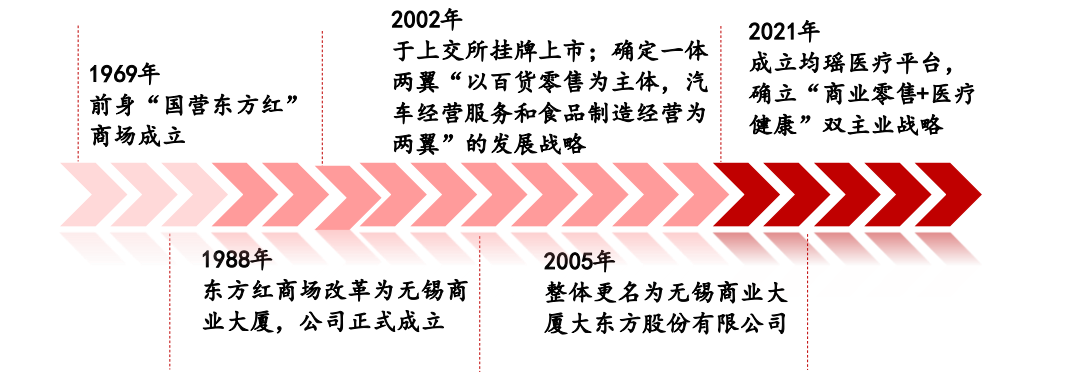 1969年
前身“国营东方红”
商场成立
2002年
于上交所挂牌上市；确定一体
两翼“以百货零售为主体，汽
车经营服务和食品制造经营为
两翼”的发展战略
2021年
成立均瑶医疗平台，
确立“商业零售+医疗
健康”双主业战略
1988年
东方红商场改革为无锡商
业大厦，公司正式成立
2005年
整体更名为无锡商业大
厦大东方股份有限公司